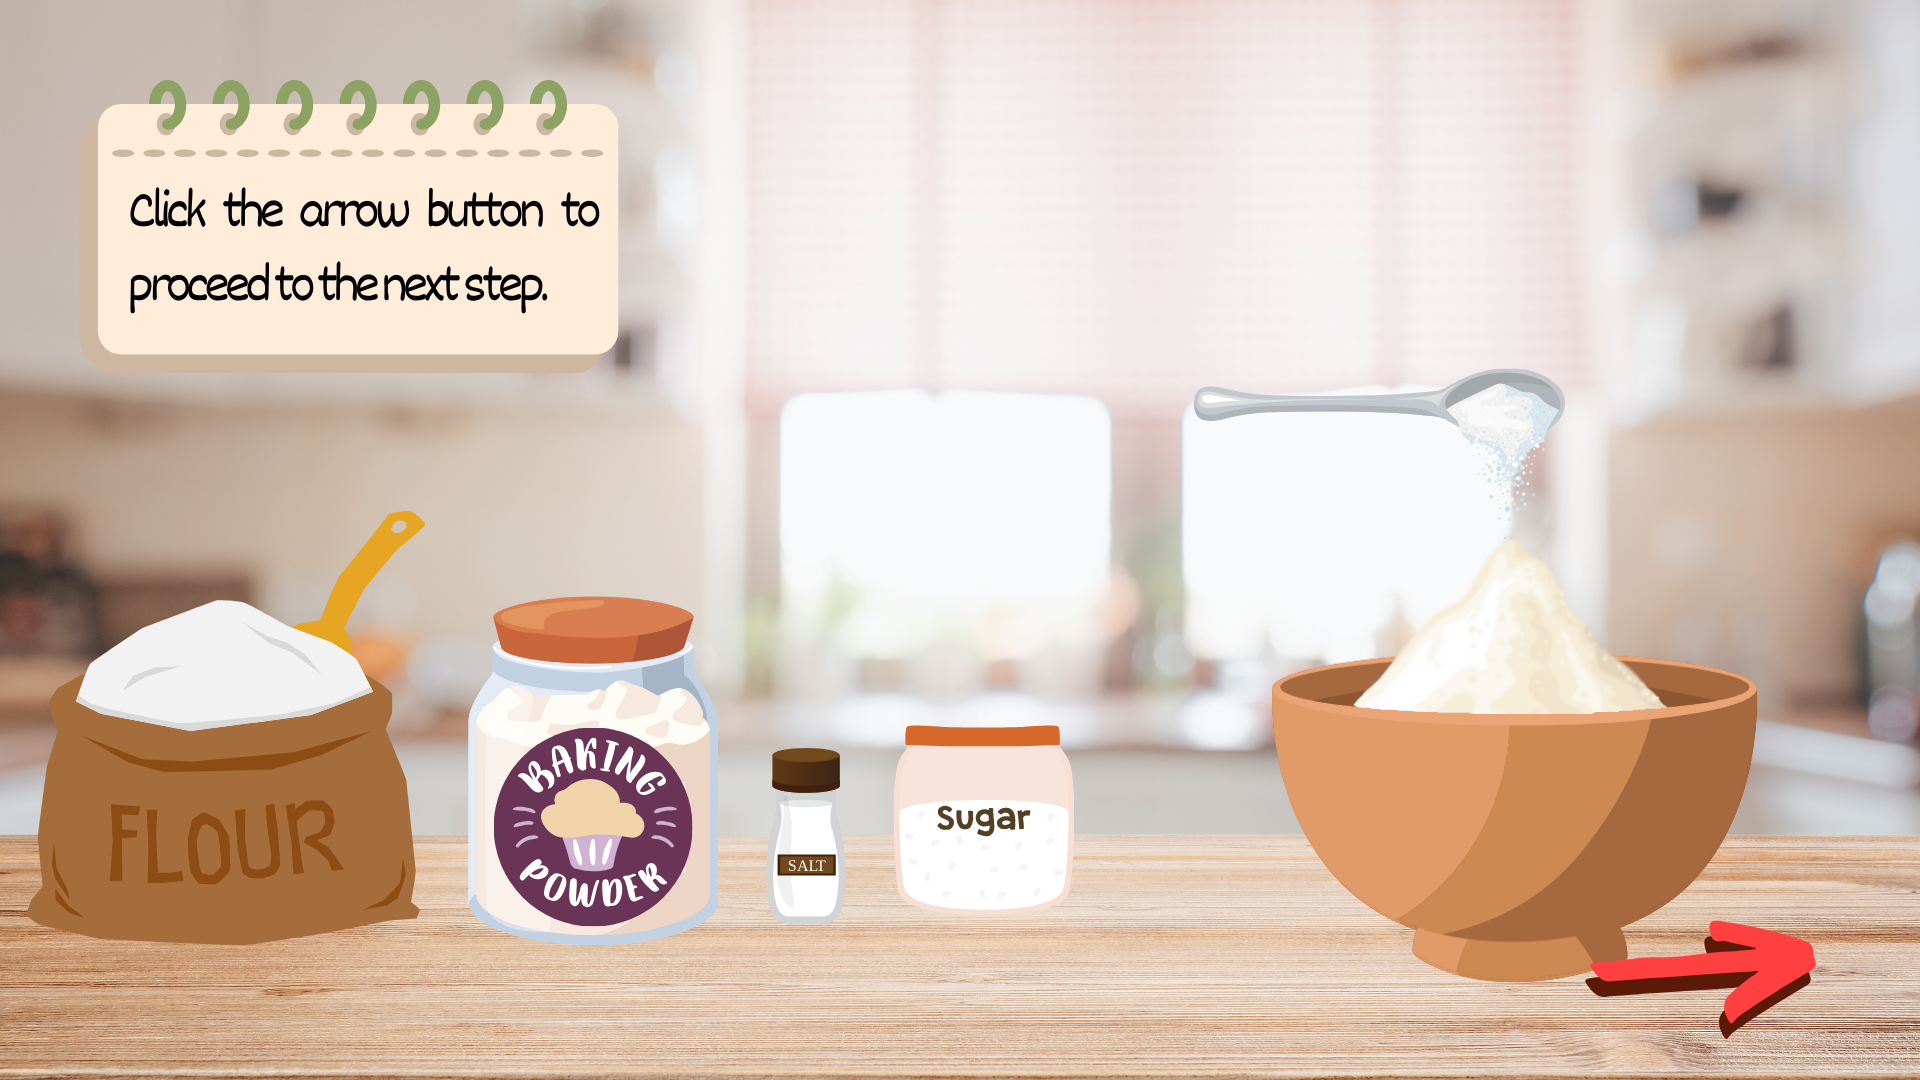 Click the arrow button to
proceed to the next step.
FLOUR
BAKING
POWDER
SALT
Sugar